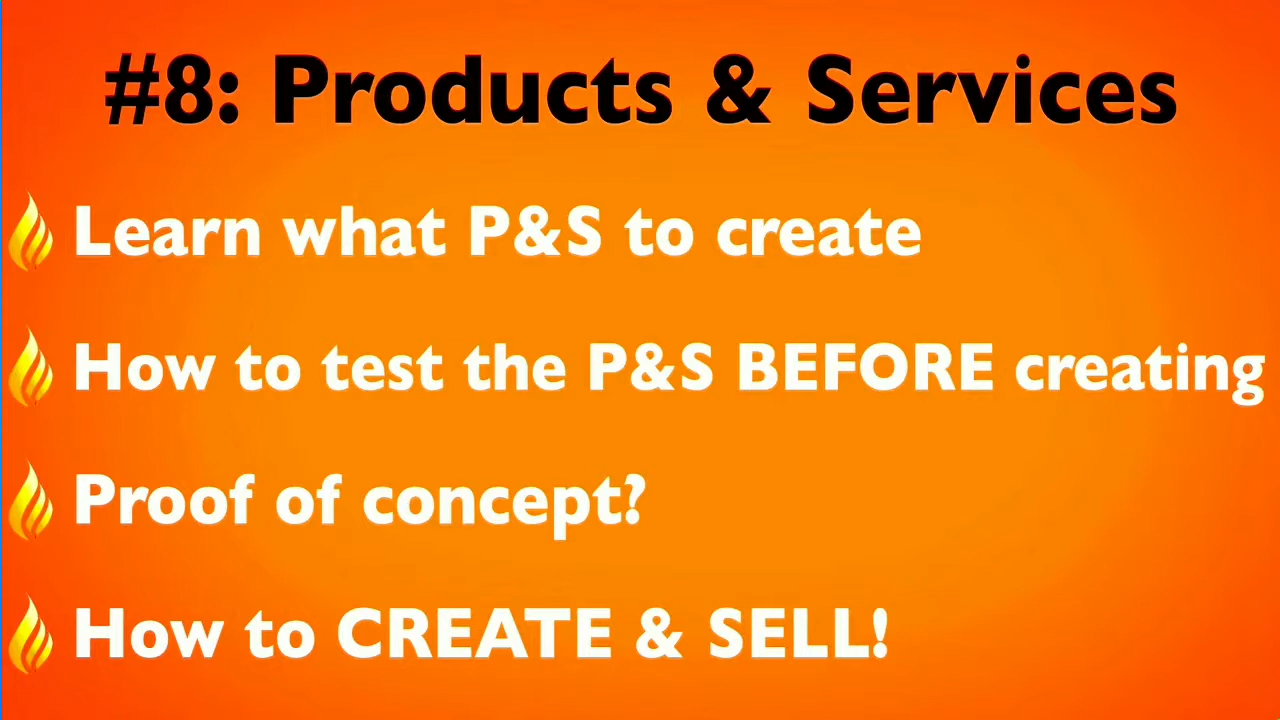 #8: Products & Services
Learn what P&S to create
How to test the P&S BEFORE creating
Proof of concept?
How to CREATE & SELL!